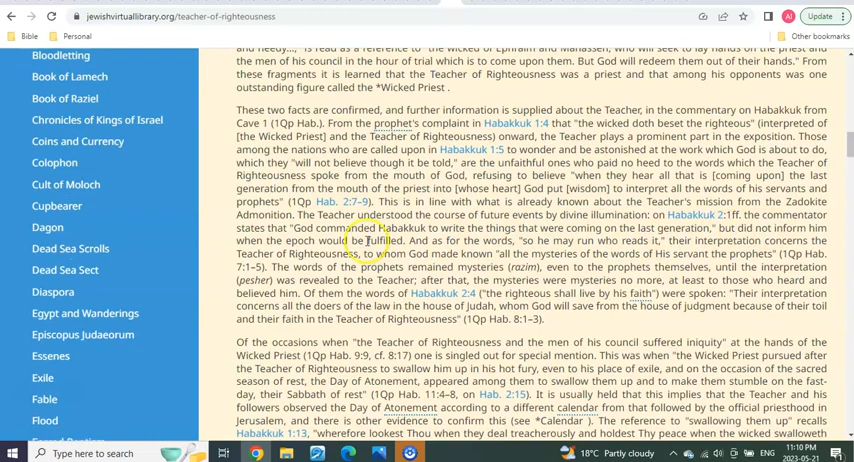 jewishvirtuallibrary.org/teacher-of-righteousness
AI
Update
Bible
Personal
Other bookmarks
Bloodletting
Book of Lamech
Book of Raziel
Chronicles of Kings of Israel
Coins and Currency
Colophon
Cult of Moloch
Cupbearer
Dagon
Dead Sea Scrolls
Dead Sea Sect
Diaspora
Egypt and Wanderings
Episcopus Judaeorum
Essenes
Exile
Fable
Flood
and needy...," is read as a reference to "the wicked of Ephraim and Manasseh, who will seek to lay hands on the priest and
the men of his council in the hour of trial which is to come upon them. But God will redeem them out of their hands." From
these fragments it is learned that the Teacher of Righteousness was a priest and that among his opponents was one
outstanding figure called the *Wicked Priest .
These two facts are confirmed, and further information is supplied about the Teacher, in the commentary on Habakkuk from
Cave 1 (1Qp Hab.). From the prophet's complaint in Habakkuk 1:4 that "the wicked doth beset the righteous" (interpreted of
[the Wicked Priest] and the Teacher of Righteousness) onward, the Teacher plays a prominent part in the exposition. Those
among the nations who are called upon in Habakkuk 1:5 to wonder and be astonished at the work which God is about to do,
which they "will not believe though it be told," are the unfaithful ones who paid no heed to the words which the Teacher of
Righteousness spoke from the mouth of God, refusing to believe "when they hear all that is [coming upon] the last
generation from the mouth of the priest into [whose heart] God put [wisdom] to interpret all the words of his servants and
prophets" (1Qp Hab. 2:7–9). This is in line with what is already known about the Teacher's mission from the Zadokite
Admonition. The Teacher understood the course of future events by divine illumination: on Habakkuk 2:1ff. the commentator
states that "God commanded Habakkuk to write the things that were coming on the last generation," but did not inform him
when the epoch would be fulfilled. And as for the words, "so he may run who reads it," their interpretation concerns the
Teacher of Righteousness, to whom God made known "all the mysteries of the words of His servant the prophets" (1Qp Hab.
7:1–5). The words of the prophets remained mysteries (razim), even to the prophets themselves, until the interpretation
(pesher) was revealed to the Teacher; after that, the mysteries were mysteries no more, at least to those who heard and
believed him. Of them the words of Habakkuk 2:4 ("the righteous shall live by his faith") were spoken: "Their interpretation
concerns all the doers of the law in the house of Judah, whom God will save from the house of judgment because of their toil
and their faith in the Teacher of Righteousness" (1Qp Hab. 8:1–3).
Of the occasions when "the Teacher of Righteousness and the men of his council suffered iniquity" at the hands of the
Wicked Priest (1Qp Hab. 9:9, cf. 8:17) one is singled out for special mention. This was when "the Wicked Priest pursued after
the Teacher of Righteousness to swallow him up in his hot fury, even to his place of exile, and on the occasion of the sacred
season of rest, the Day of Atonement, appeared among them to swallow them up and to make them stumble on the fast-
day, their Sabbath of rest" (1Qp Hab. 11:4–8, on Hab. 2:15). It is usually held that this implies that the Teacher and his
followers observed the Day of Atonement according to a different calendar from that followed by the official priesthood in
Jerusalem, and there is other evidence to confirm this (see *Calendar ). The reference to "swallowing them up" recalls
Habakkuk 1:13, "wherefore lookest Thou when they deal treacherously and holdest Thy peace when the wicked swalloweth
Type here to search
18°C Partly cloudy
11:10 PM
2023-05-21